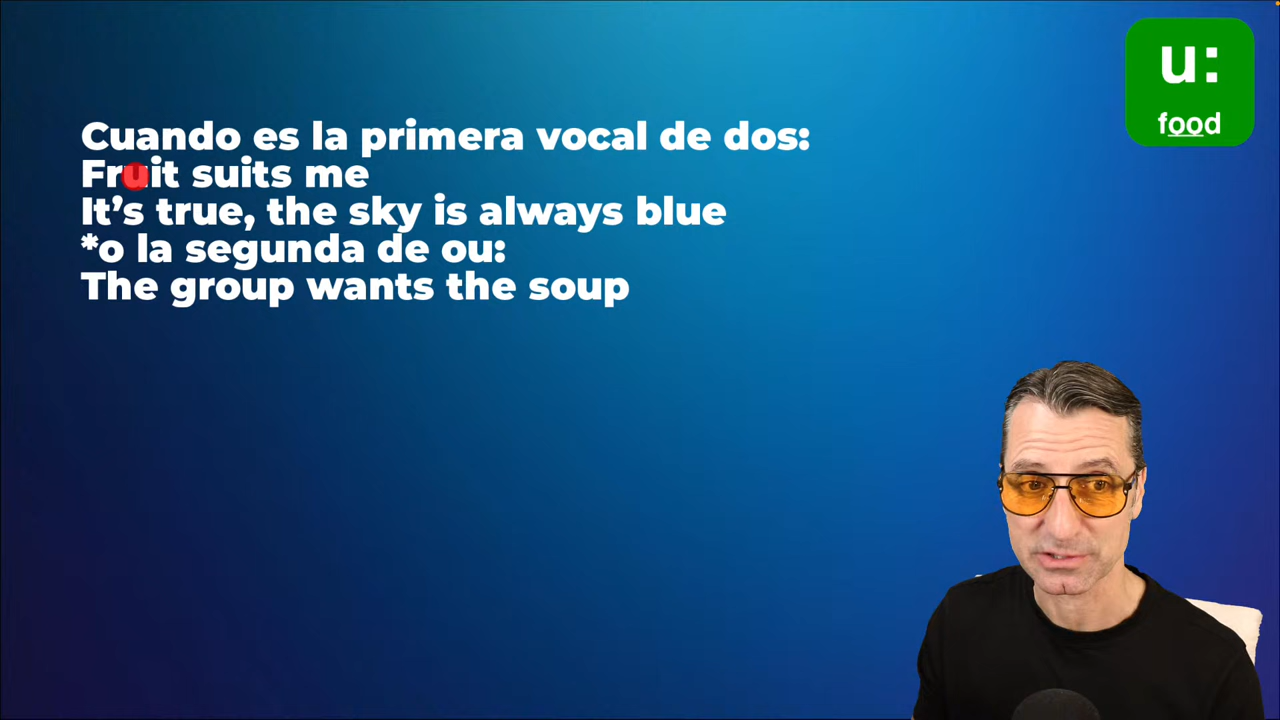 u:
food
Cuando es la primera vocal de dos:
Fruit suits me
It’s true, the sky is always blue
*o la segunda de ou:
The group wants the soup